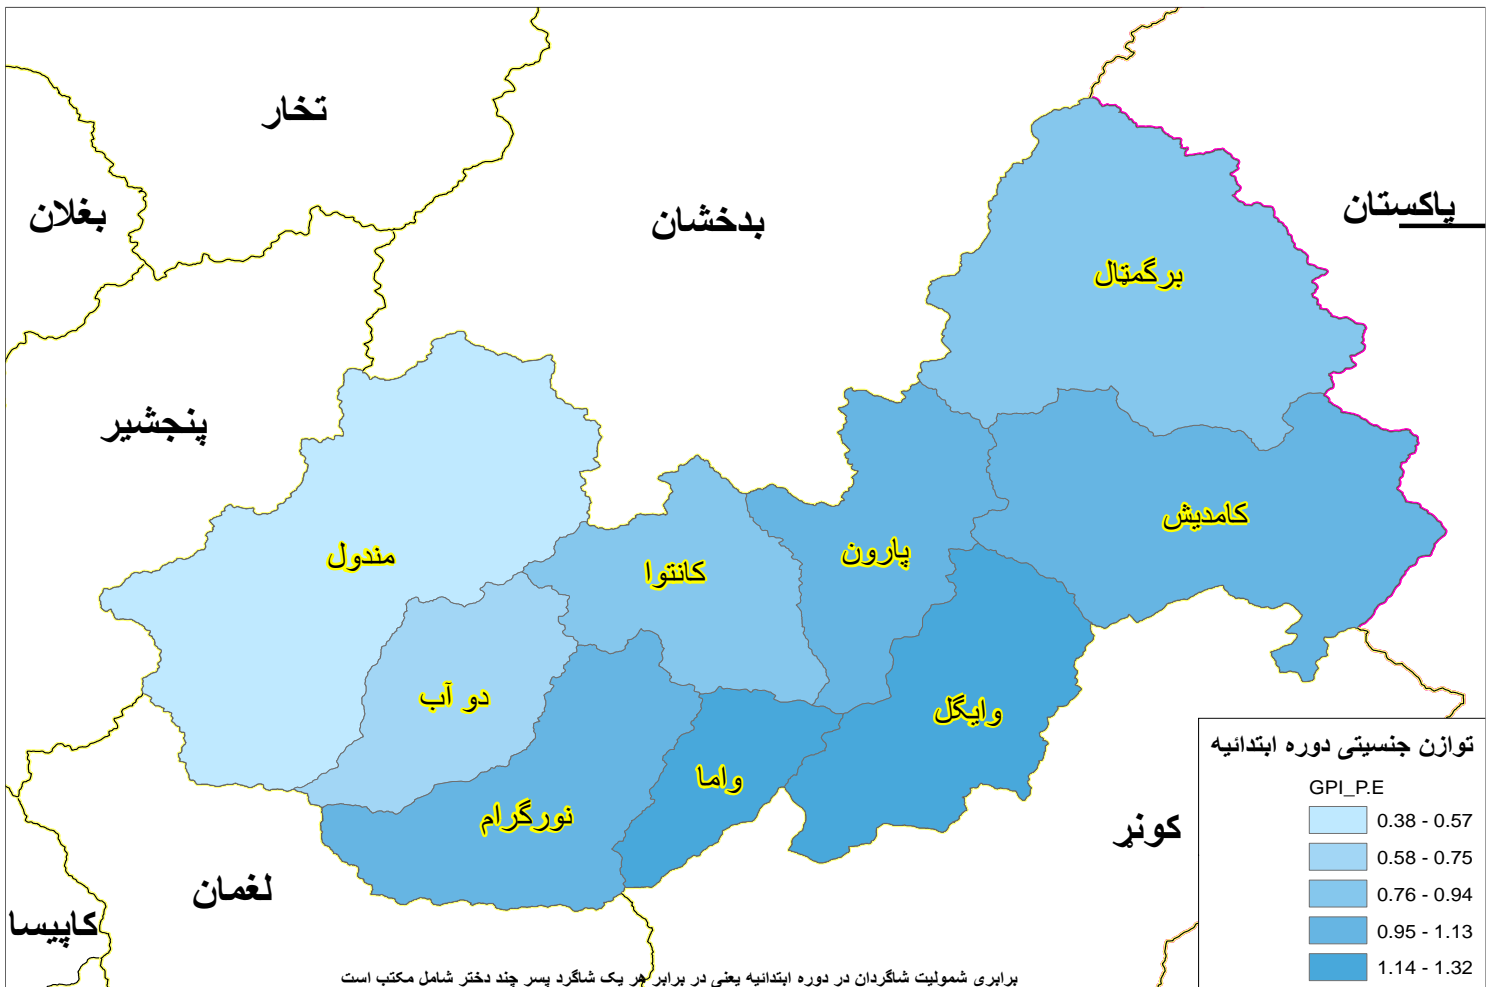 تخار
بغلان
بدخشان
پاکستان
برگمټال
پنجشیر
کامدیش
پارون
کانتوا
مندول
دو آب
وایگل
واما
نورگرام
کونړ
لغمان
کاپیسا
توازن جنسیتی دوره ابتدائیه
GPI_P.E
0.38 - 0.57
0.58 - 0.75
0.76 - 0.94
0.95 - 1.13
1.14 - 1.32
برابری شمولیت شاگردان در دوره ابتدائیه یعنی در برابر هر یک شاگرد پسر چند دختر شامل مکتب است